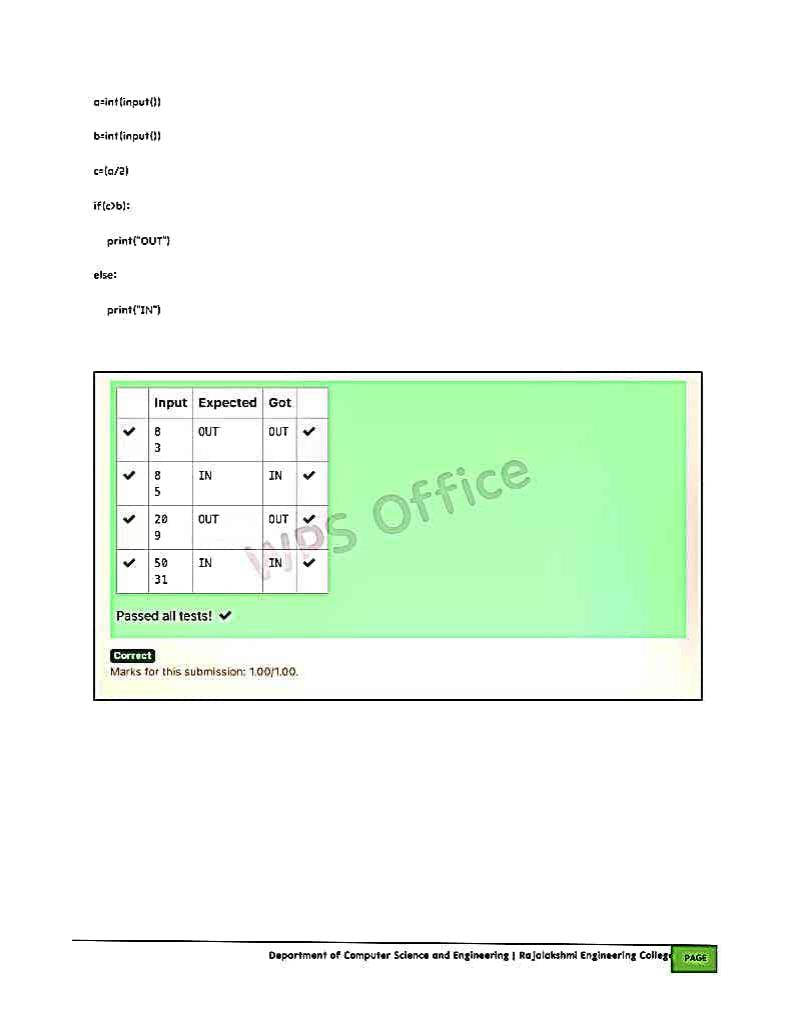 a=int(input())
b=int(input())
c=(a/2)
if(c>b):
print("OUT")
else:
print("IN")
Input Expected Got
✔ 8 OUT OUT ✔
3
✔ 8 IN IN ✔
5
✔ 20 OUT OUT ✔
9
✔ 50 IN IN ✔
31
Passed all tests! ✔
Correct
Marks for this submission: 1.00/1.00.
WPS Office
Department of Computer Science and Engineering | Rajalakshmi Engineering College
PAGE